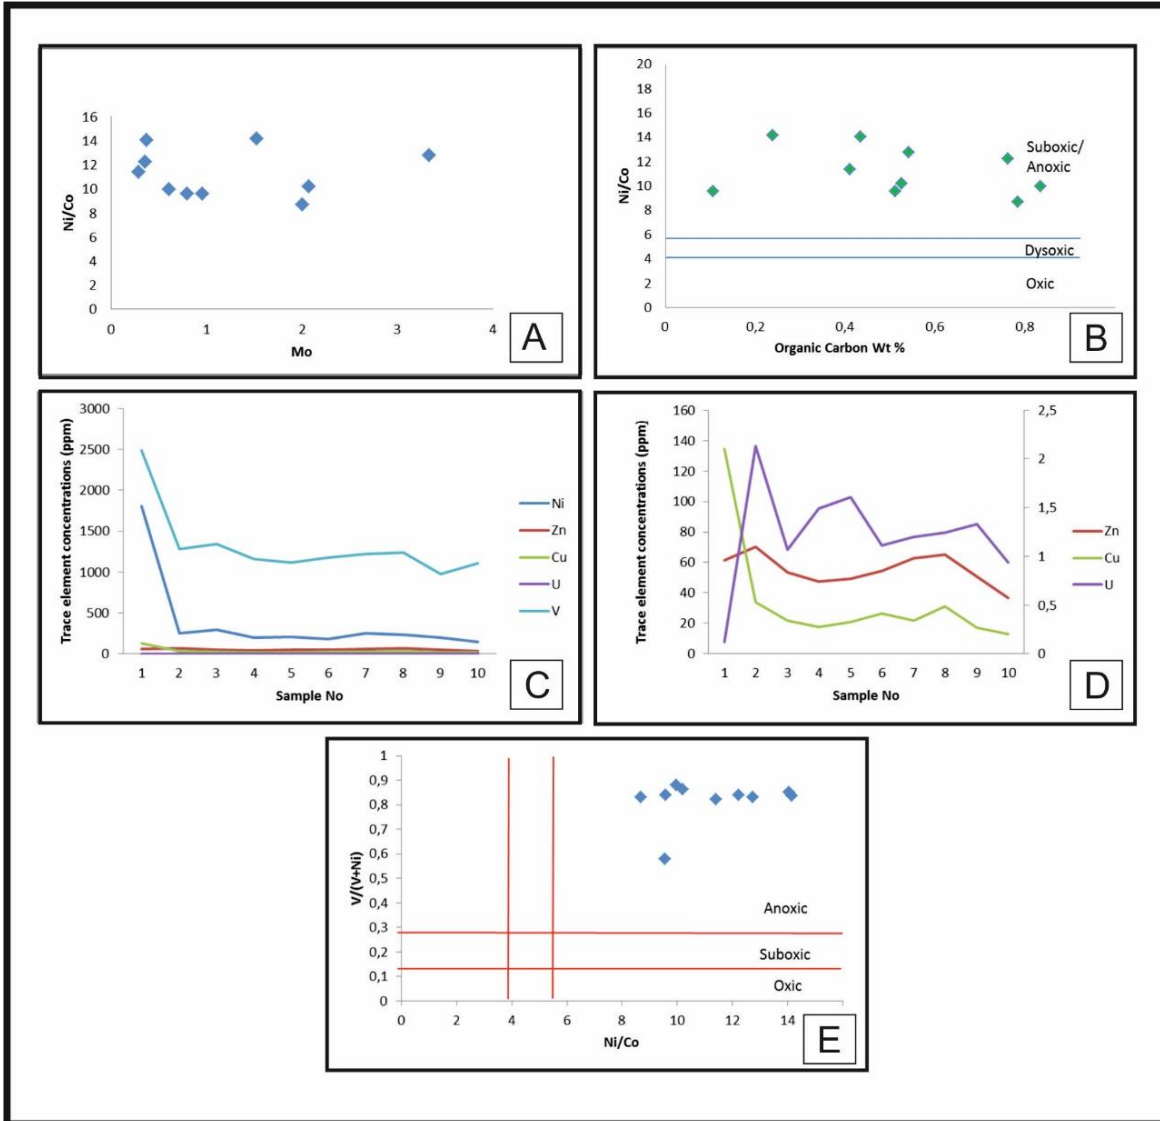 16
14
12
10
8
6
4
2
0
Ni/Co
0 1 2 3 4
Mo
A
20
18
16
14
12
10
8
6
4
2
0
Ni/Co
Suboxic/
Anoxic
Dysoxic
Oxic
0 0,2 0,4 0,6 0,8
Organic Carbon Wt %
B
3000
2500
2000
1500
1000
500
0
Trace element concentrations (ppm)
Ni
Zn
Cu
U
V
1 2 3 4 5 6 7 8 9 10
Sample No
C
160
140
120
100
80
60
40
20
0
Trace element concentrations (ppm)
2,5
2
1,5
1
0,5
0
Zn
Cu
U
1 2 3 4 5 6 7 8 9 10
Sample No
D
1
0,9
0,8
0,7
0,6
0,5
0,4
0,3
0,2
0,1
0
V/(V+Ni)
Anoxic
Suboxic
Oxic
0 2 4 6 8 10 12 14
Ni/Co
E